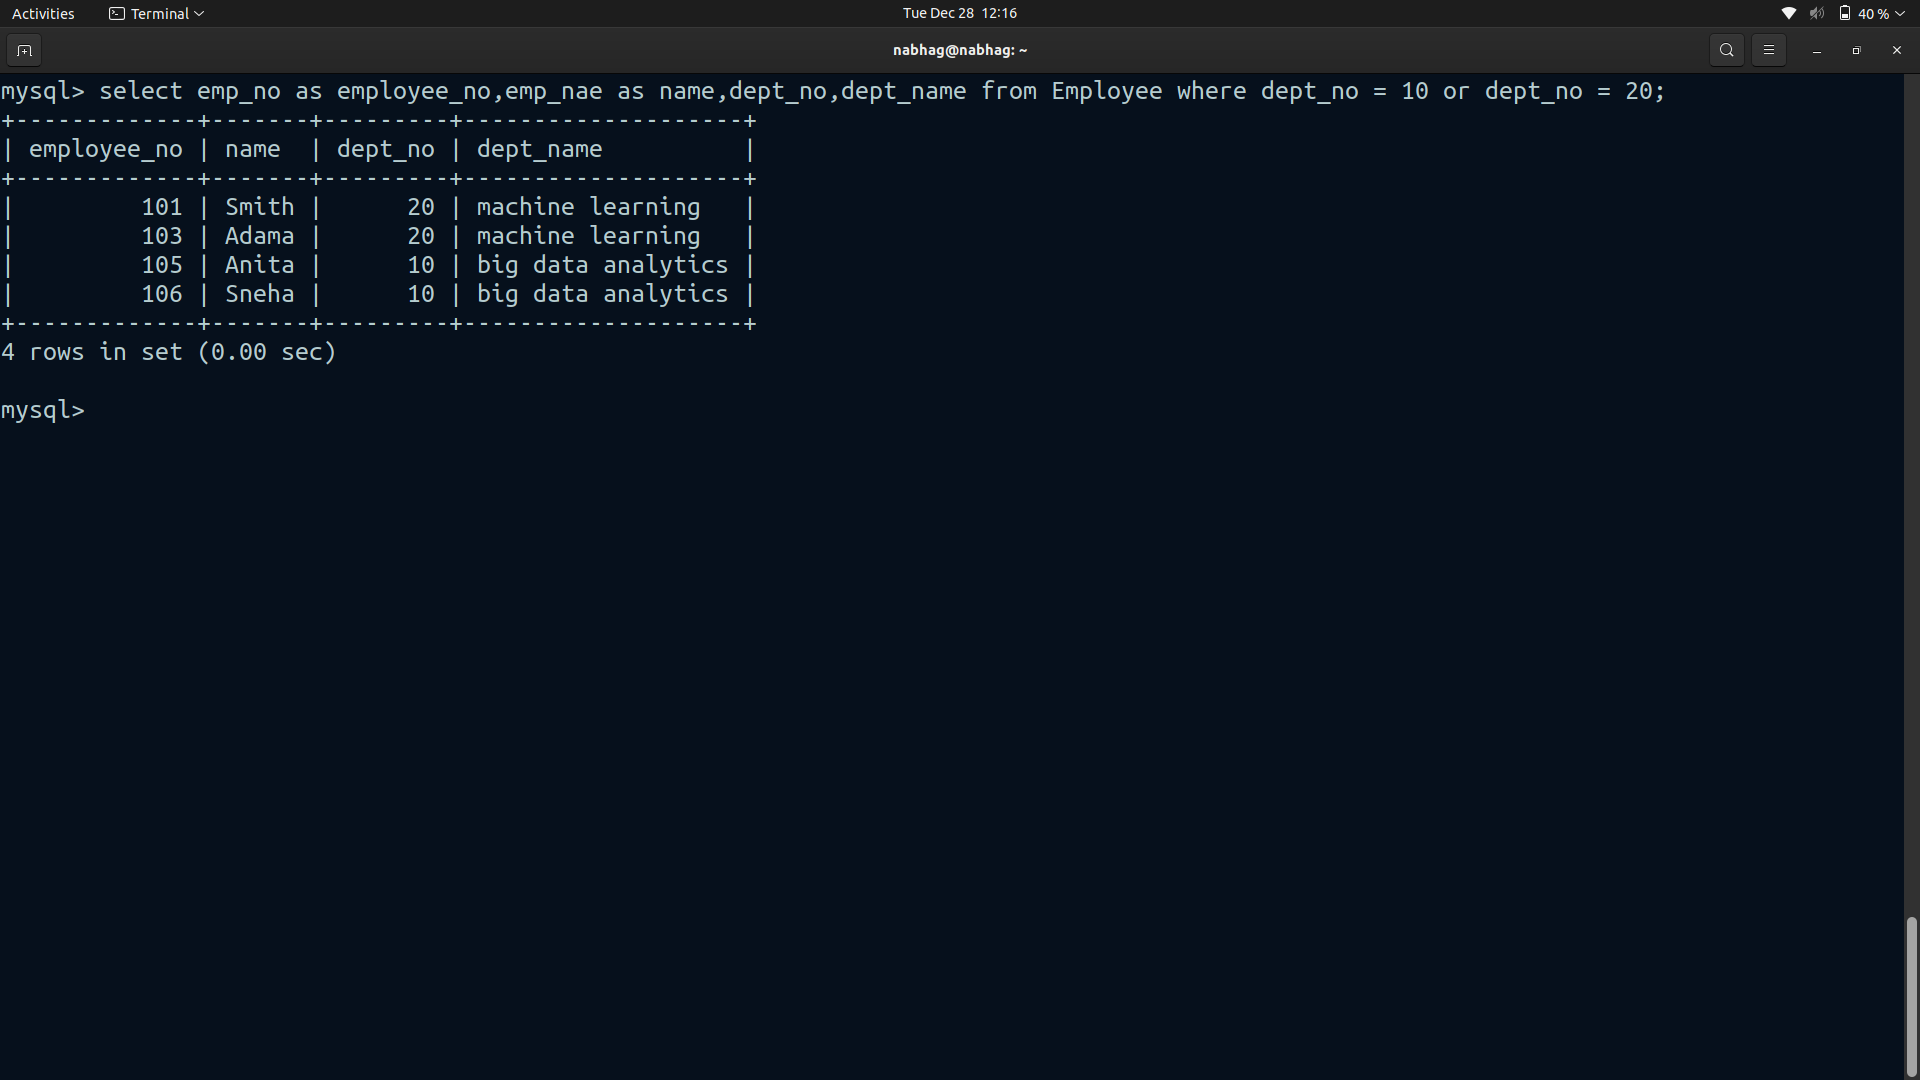 Activities Terminal Tue Dec 28 12:16 40 %
nabhag@nabhag: ~
mysql> select emp_no as employee_no,emp_nae as name,dept_no,dept_name from Employee where dept_no = 10 or dept_no = 20;
+-------------+-------+---------+--------------------+
| employee_no | name  | dept_no | dept_name          |
+-------------+-------+---------+--------------------+
|         101 | Smith |      20 | machine learning   |
|         103 | Adama |      20 | machine learning   |
|         105 | Anita |      10 | big data analytics |
|         106 | Sneha |      10 | big data analytics |
+-------------+-------+---------+--------------------+
4 rows in set (0.00 sec)
mysql>